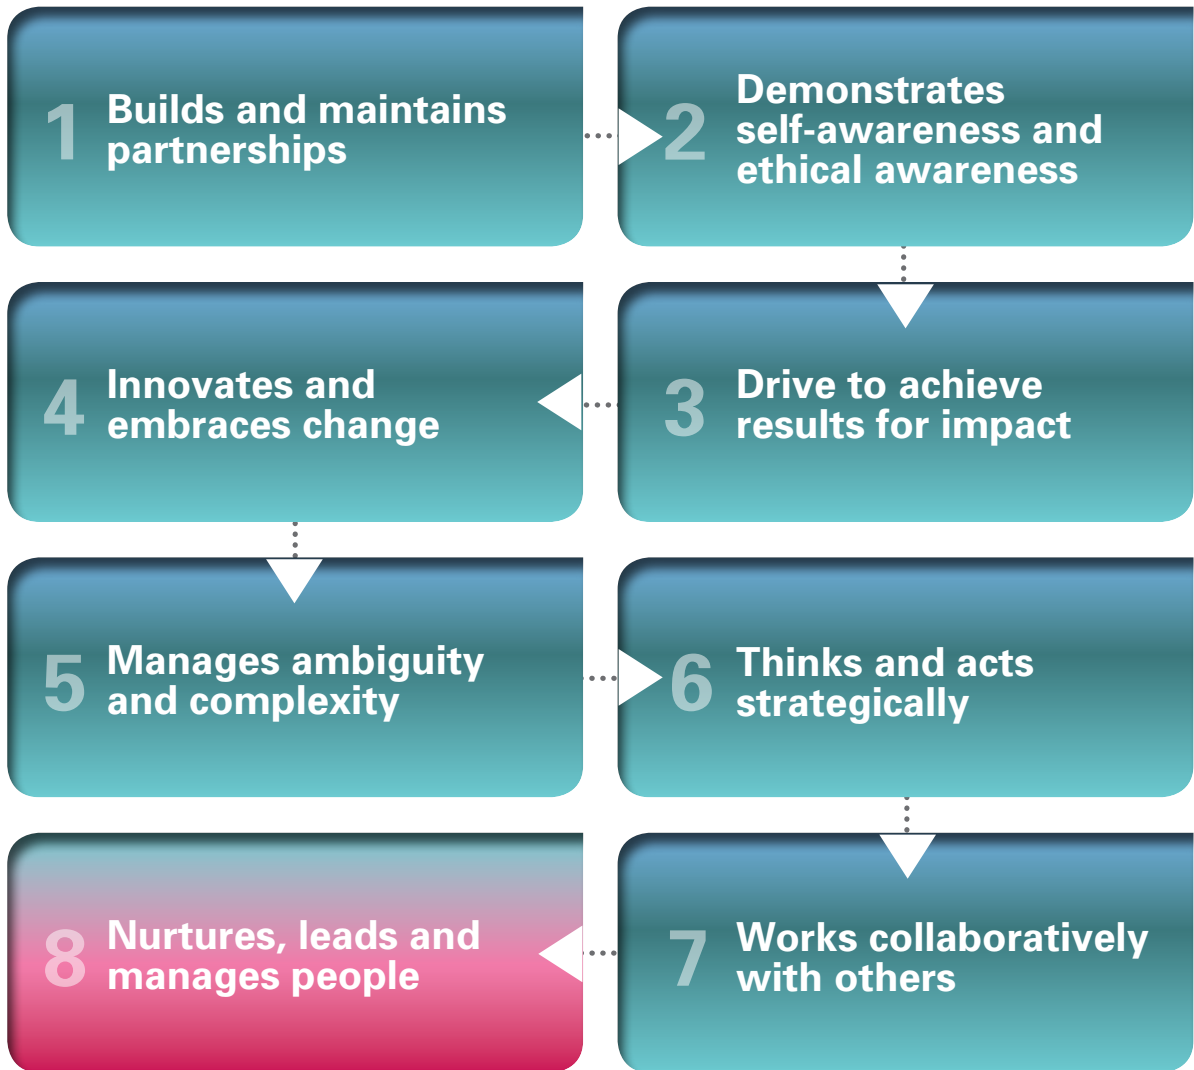 1 Builds and maintains
partnerships
2 Demonstrates
self-awareness and
ethical awareness
3 Drive to achieve
results for impact
4 Innovates and
embraces change
5 Manages ambiguity
and complexity
6 Thinks and acts
strategically
7 Works collaboratively
with others
8 Nurtures, leads and
manages people